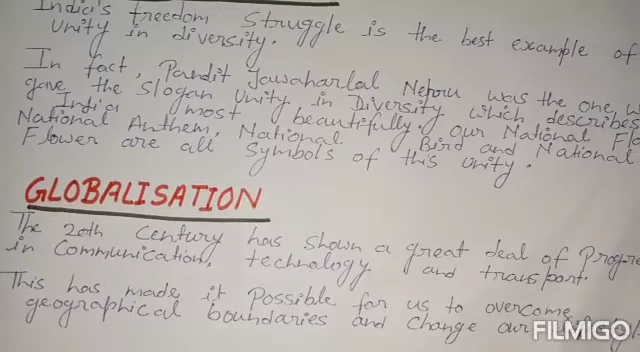 India's freedom Struggle is the best example of
Unity in diversity.
In fact, Pandit Jawaharlal Nehru was the one,
gave the Slogan Unity in Diversity which describes
India most beautifully. Our National
National Anthem, National Bird and National
Flower are all Symbols of this unity.
GLOBALISATION
The 20th Century has shown a great deal of Progre
in Communication, technology and transport.
This has made it Possible for us to overcome
geographical boundaries and change our
FILMIGO